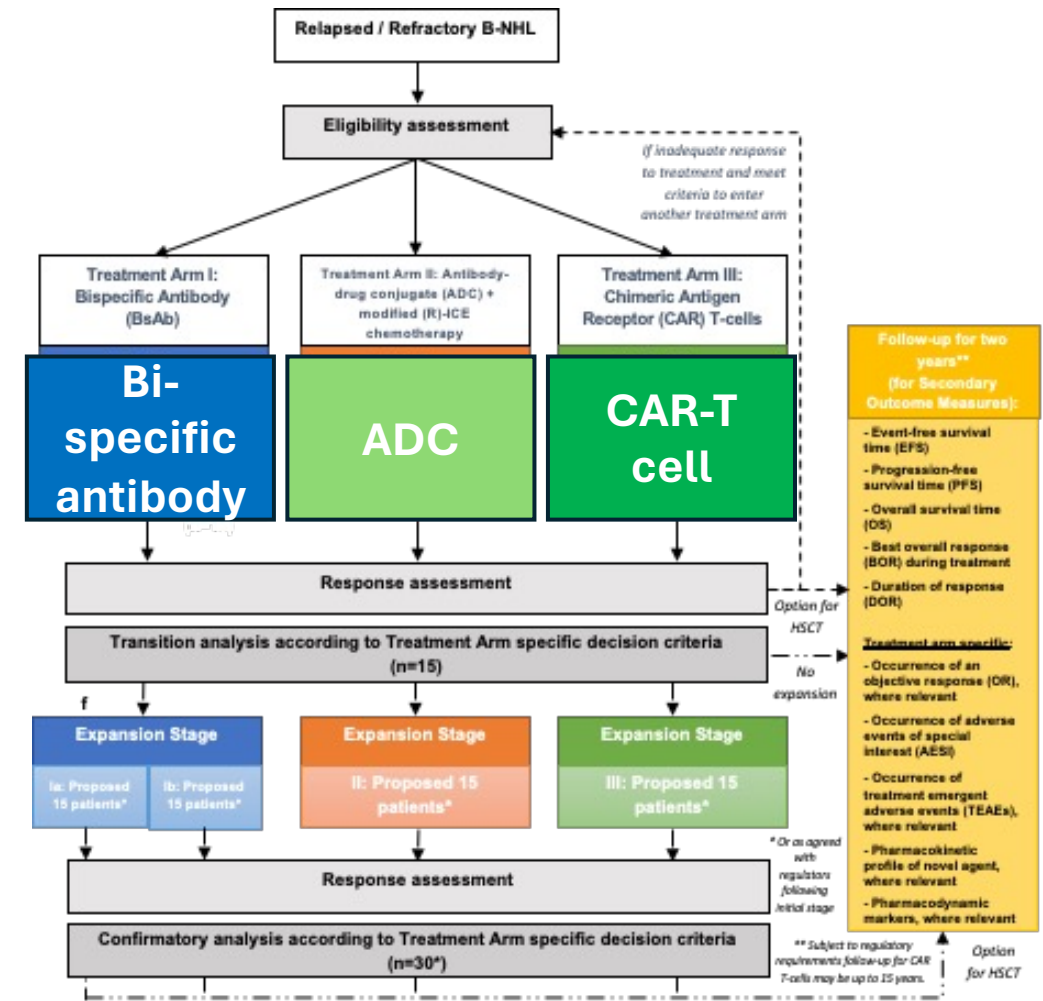 Relapsed / Refractory B-NHL
Eligibility assessment
If inadequate response
to treatment and meet
criteria to enter
another treatment arm
Treatment Arm I:
Bispecific Antibody
(BsAb)
Treatment Arm II: Antibody-
drug conjugate (ADC) +
modified (R)-ICE
chemotherapy
Treatment Arm III:
Chimeric Antigen
Receptor (CAR) T-cells
Bi-
specific
antibody
ADC
CAR-T
cell
Follow-up for two
years**
(for Secondary
Outcome Measures):
- Event-free survival
time (EFS)
- Progression-free
survival time (PFS)
- Overall survival time
(OS)
- Best overall response
(BOR) during treatment
- Duration of response
(DOR)
Treatment arm specific:
- Occurrence of an
objective response (OR),
where relevant
- Occurrence of adverse
events of special
interest (AESI)
- Occurrence of
treatment emergent
adverse events (TEAEs),
where relevant
- Pharmacokinetic
profile of novel agent,
where relevant
- Pharmacodynamic
markers, where relevant
Response assessment
Option for
HSCT
Transition analysis according to Treatment Arm specific decision criteria
(n=15)
No
expansion
f
Expansion Stage
Ia: Proposed
15 patients*
Ib: Proposed
15 patients*
Expansion Stage
II: Proposed 15
patients*
Expansion Stage
III: Proposed 15
patients*
* Or as agreed
with
regulators
following
initial stage
Response assessment
Confirmatory analysis according to Treatment Arm specific decision criteria
(n=30*)
** Subject to regulatory
requirements follow-up for CAR
T-cells may be up to 15 years.
Option
for HSCT